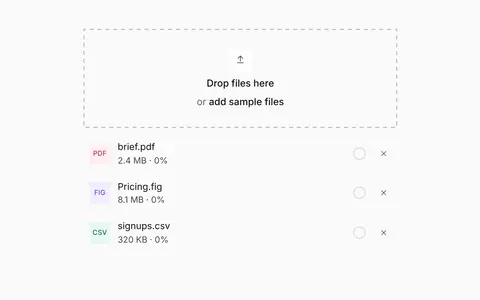 Drop files here
or add sample files
PDF
brief.pdf
2.4 MB · 0%
FIG
Pricing.fig
8.1 MB · 0%
CSV
signups.csv
320 KB · 0%